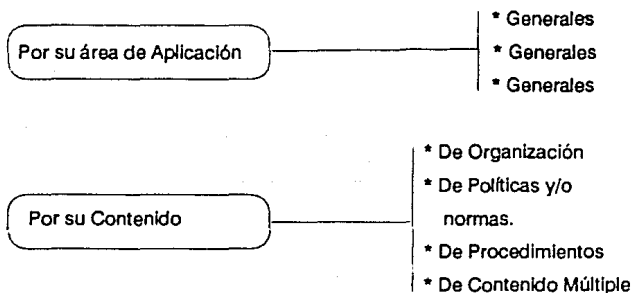 Por su área de Aplicación
* Generales
* Generales
* Generales
Por su Contenido
* De Organización
* De Políticas y/o
normas.
* De Procedimientos
* De Contenido Múltiple